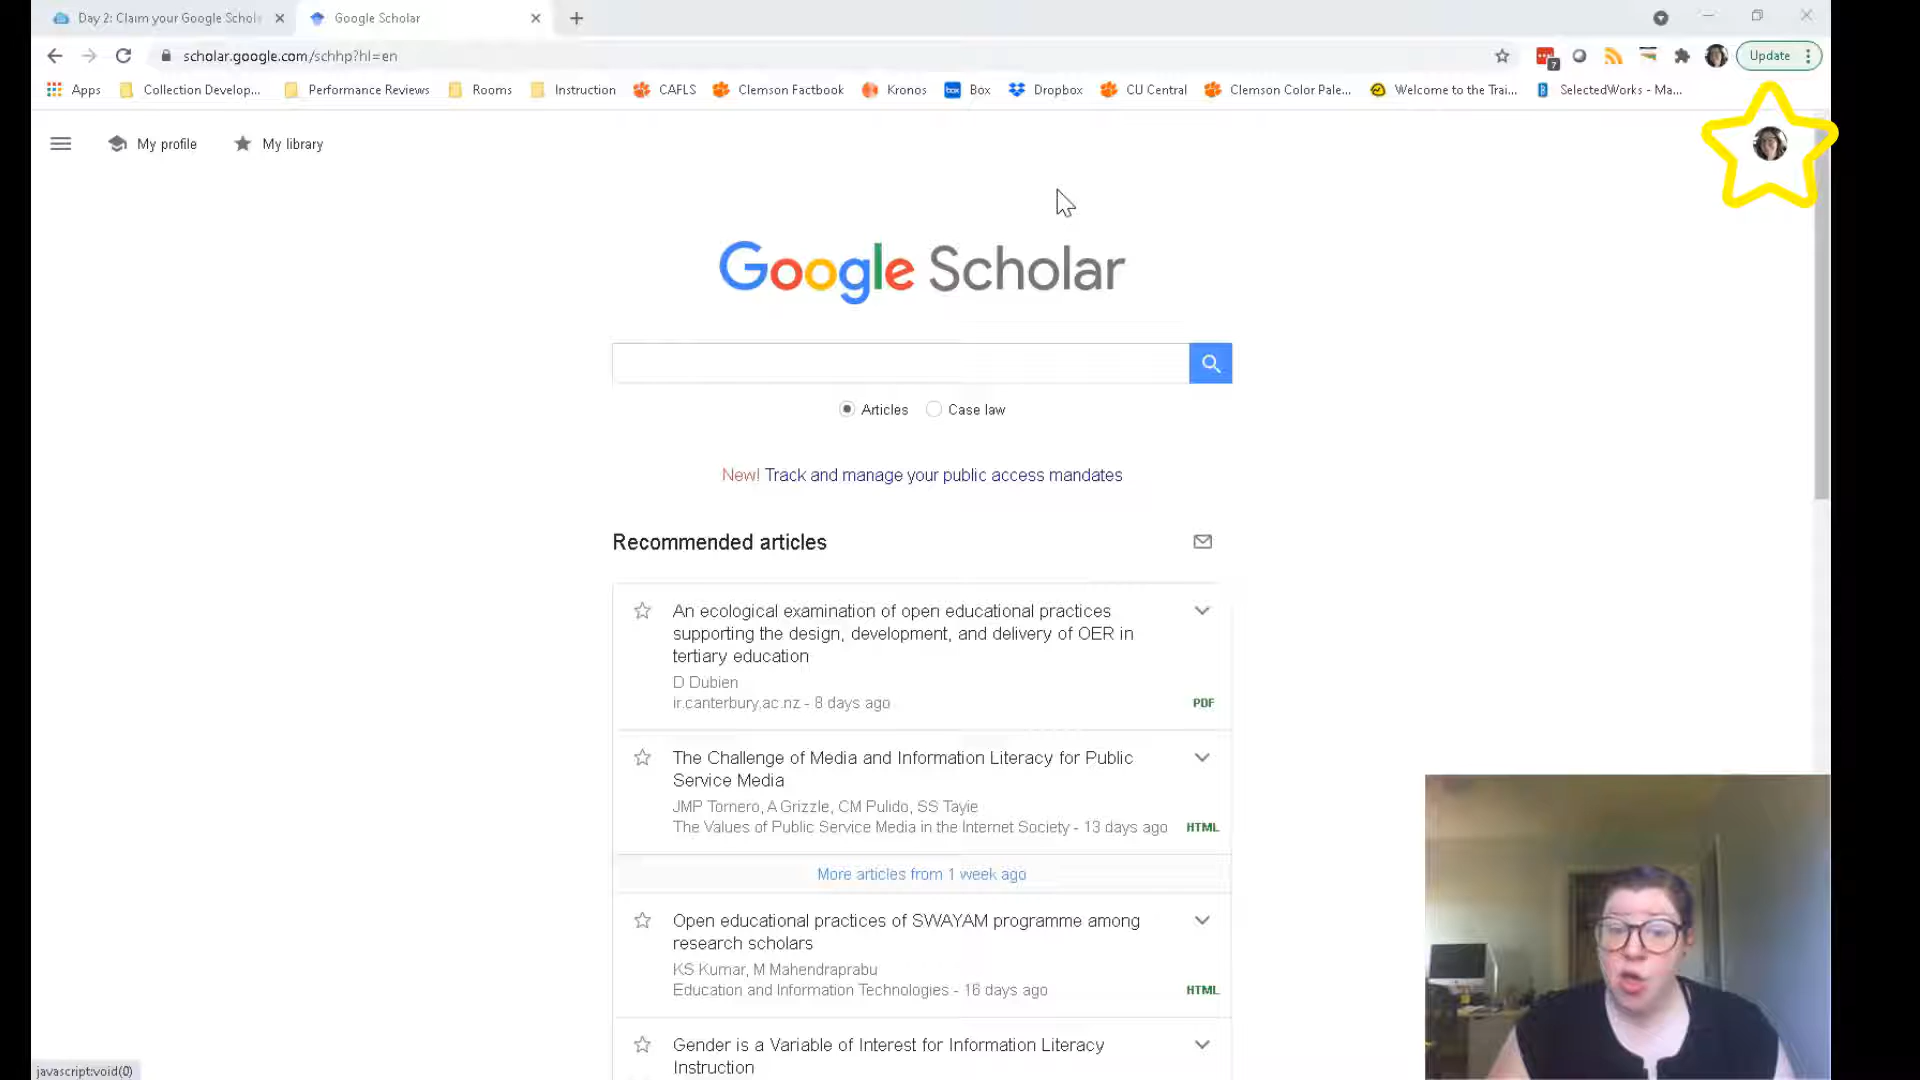 Day 2: Claim your Google Schol
Google Scholar
scholar.google.com/schhp?hl=en
7
Update
Apps
Collection Develop...
Performance Reviews
Rooms
Instruction
CAFLS
Clemson Factbook
Kronos
box
Box
Dropbox
CU Central
Clemson Color Pale...
Welcome to the Trai...
SelectedWorks - Ma...
My profile
My library
Google Scholar
Articles
Case law
New! Track and manage your public access mandates
Recommended articles
An ecological examination of open educational practices
supporting the design, development, and delivery of OER in
tertiary education
D Dubien
ir.canterbury.ac.nz - 8 days ago
PDF
The Challenge of Media and Information Literacy for Public
Service Media
JMP Tornero, A Grizzle, CM Pulido, SS Tayie
The Values of Public Service Media in the Internet Society - 13 days ago
HTML
More articles from 1 week ago
Open educational practices of SWAYAM programme among
research scholars
KS Kumar, M Mahendraprabu
Education and Information Technologies - 16 days ago
HTML
Gender is a Variable of Interest for Information Literacy
Instruction
javascript:void(0)